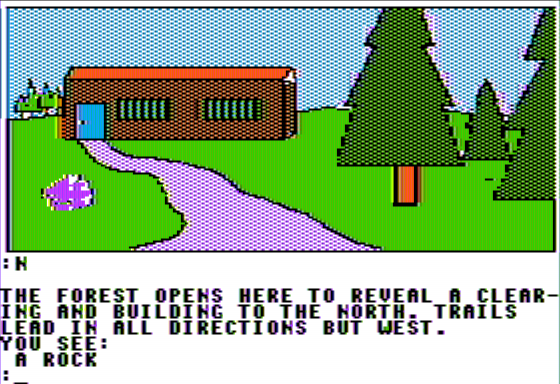 :N
THE FOREST OPENS HERE TO REVEAL A CLEAR-
ING AND BUILDING TO THE NORTH. TRAILS
LEAD IN ALL DIRECTIONS BUT WEST.
YOU SEE:
A ROCK
:_